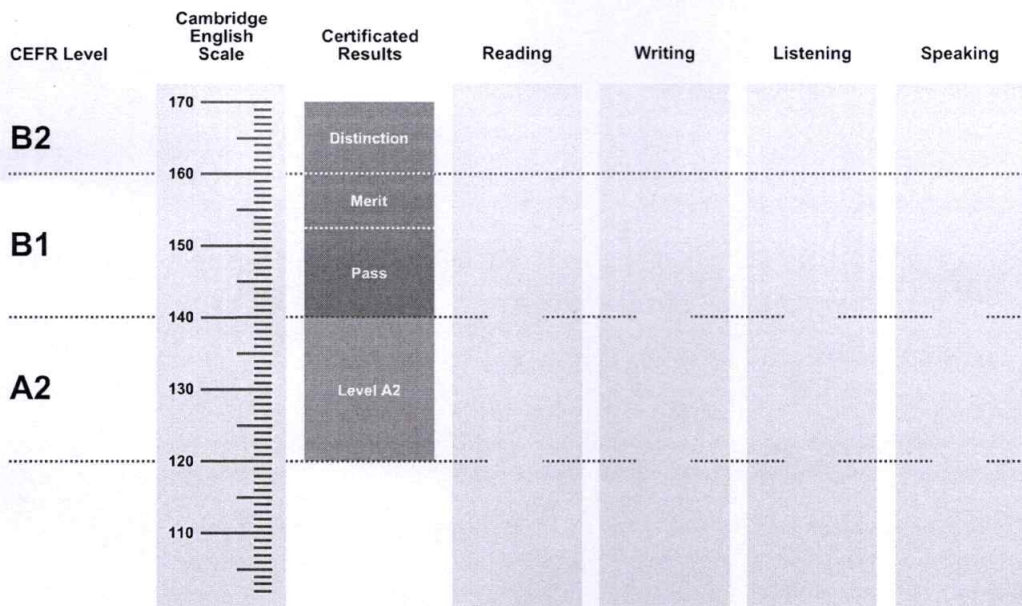 CEFR Level
Cambridge
English
Scale
Certificated
Results
Reading
Writing
Listening
Speaking
170
B2
Distinction
160
Merit
B1
150
Pass
140
A2
130
Level A2
120
110